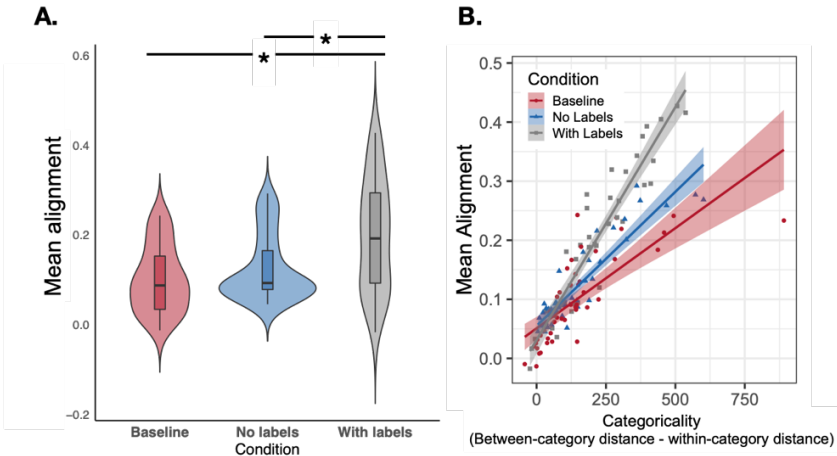 A.
*
*
0.6
0.4
0.2
0.0
−0.2
Mean alignment
Baseline
No labels
With labels
Condition
B.
Condition
Baseline
No Labels
With Labels
0.5
0.4
0.3
0.2
0.1
0.0
Mean Alignment
0
250
500
750
Categoricality
(Between-category distance - within-category distance)